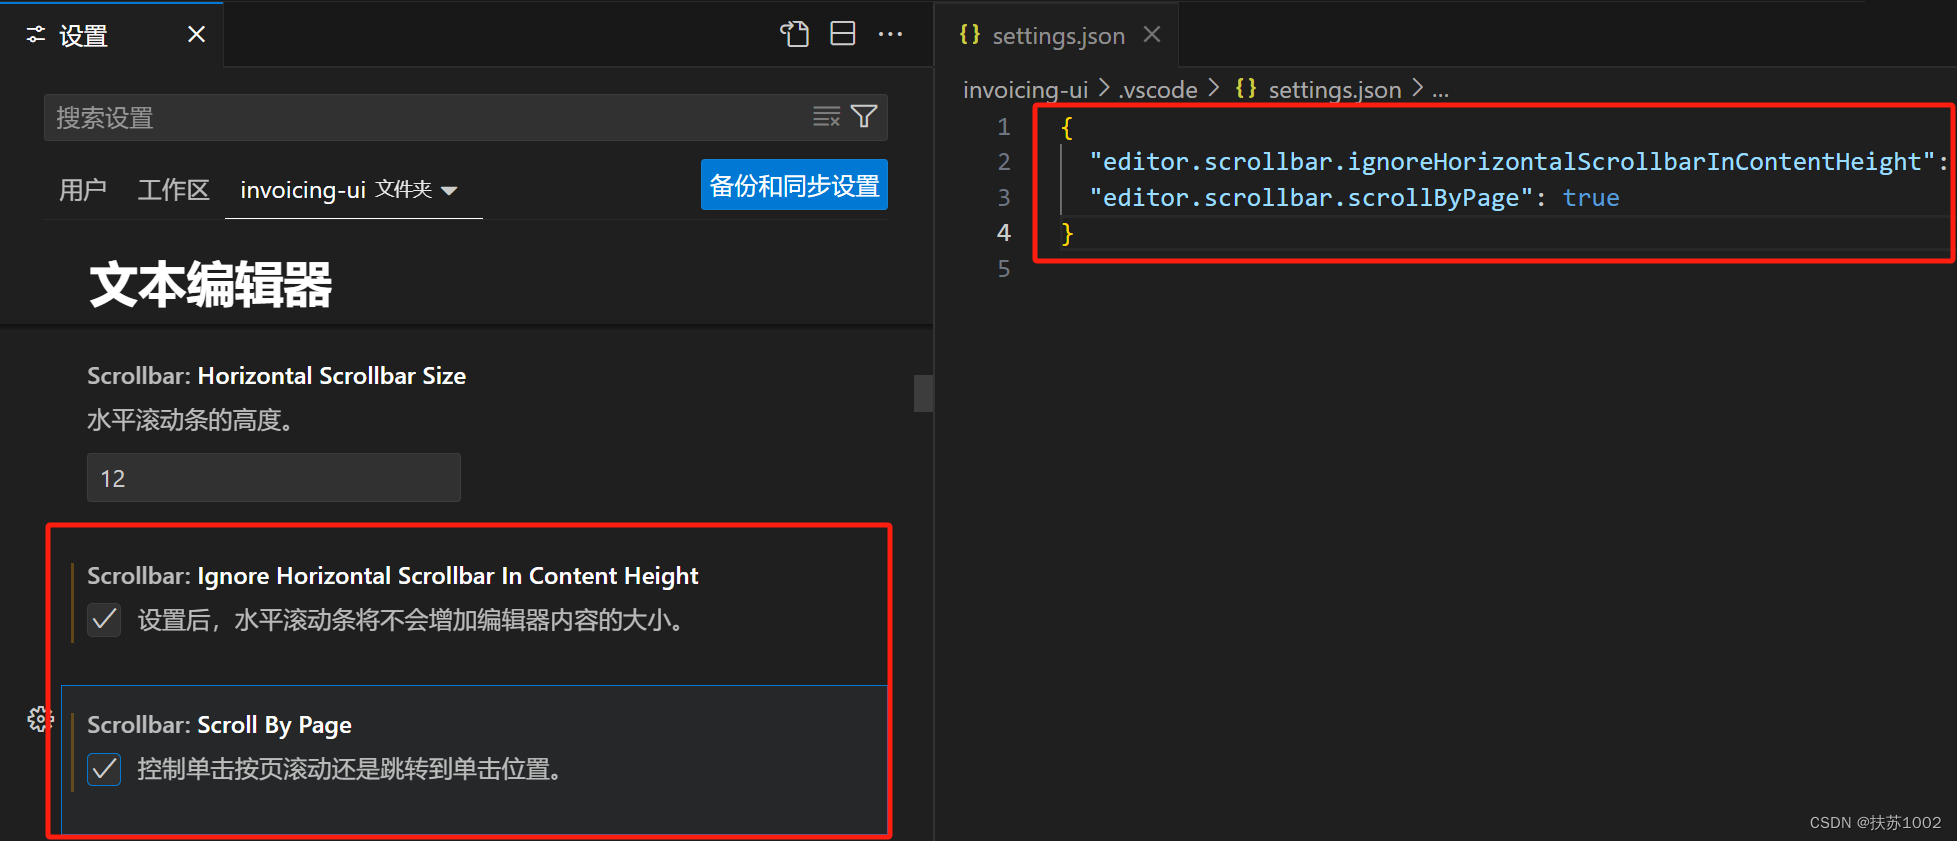 设置
搜索设置
用户 工作区 invoicing-ui 文件夹
备份和同步设置
文本编辑器
Scrollbar: Horizontal Scrollbar Size
水平滚动条的高度。
12
Scrollbar: Ignore Horizontal Scrollbar In Content Height
设置后，水平滚动条将不会增加编辑器内容的大小。
Scrollbar: Scroll By Page
控制单击按页滚动还是跳转到单击位置。
{} settings.json
invoicing-ui > .vscode > {} settings.json > ...
1 {
2 "editor.scrollbar.ignoreHorizontalScrollbarInContentHeight":
3 "editor.scrollbar.scrollByPage": true
4 }
5
CSDN @扶苏1002